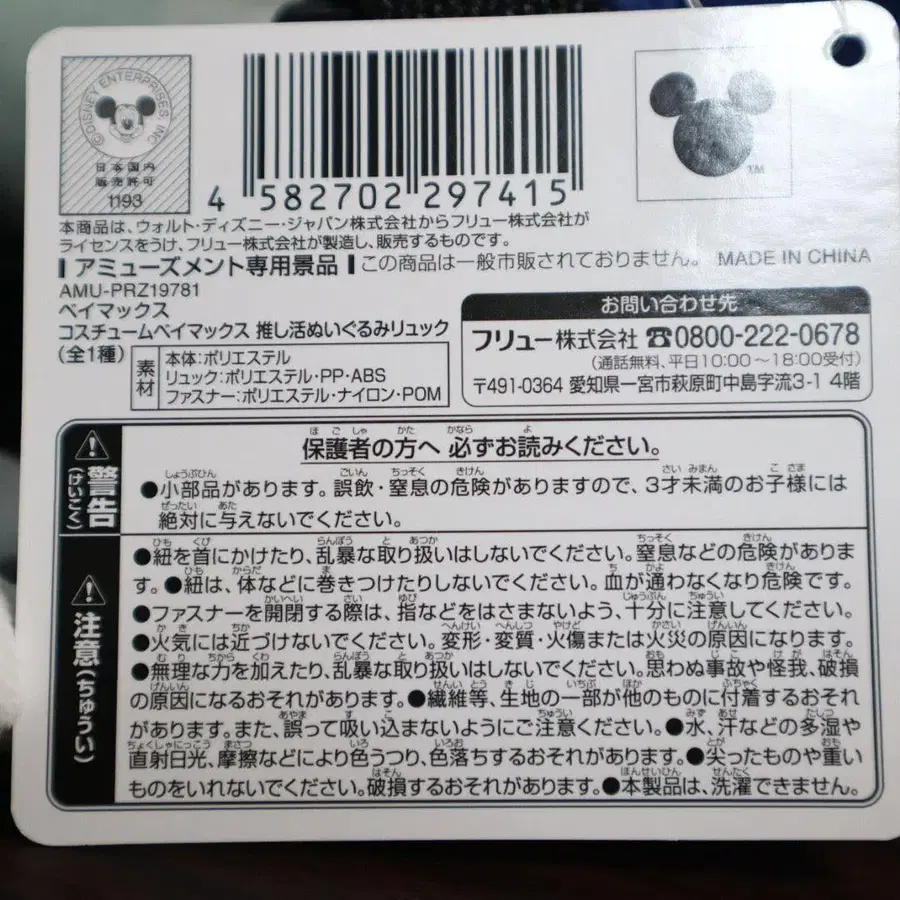 ©DISNEY ENTERPRISES INC
日本国内
販売許可
1193
4 582702 297415
TM
本商品は、ウォルト・ディズニー・ジャパン株式会社からフリュー株式会社が
ライセンスをうけ、フリュー株式会社が製造し、販売するものです。
アミューズメント専用景品 この商品は一般市販されておりません。 MADE IN CHINA
AMU-PRZ19781
ベイマックス
コスチュームベイマックス 推し活ぬいぐるみリュック
(全1種)
素材
本体:ポリエステル
リュック:ポリエステル・PP・ABS
ファスナー:ポリエステル・ナイロン・POM
お問い合わせ先
フリュー株式会社 ☎0800-222-0678
(通話無料、平日10:00〜18:00受付)
〒491-0364 愛知県一宮市萩原町中島字流3-1 4階
警告(けいこく)
保護者の方へ 必ずお読みください。
●小部品があります。誤飲・窒息の危険がありますので、3才未満のお子様には
絶対に与えないでください。
注意(ちゅうい)
●紐を首にかけたり、乱暴な取り扱いはしないでください。窒息などの危険がありま
す。●紐は、体などに巻きつけたりしないでください。血が通わなくなり危険です。
●ファスナーを開閉する際は、指などをはさまないよう、十分に注意してください。
●火気には近づけないでください。変形・変質・火傷または火災の原因になります。
●無理な力を加えたり、乱暴な取り扱いはしないでください。思わぬ事故や怪我、破損
の原因になるおそれがあります。●繊維等、生地の一部が他のものに付着するおそれ
があります。また、誤って吸い込まないようにご注意ください。●水、汗などの多湿や
直射日光、摩擦などにより色うつり、色落ちするおそれがあります。●尖ったものや重い
ものをいれないでください。破損するおそれがあります。●本製品は、洗濯できません。